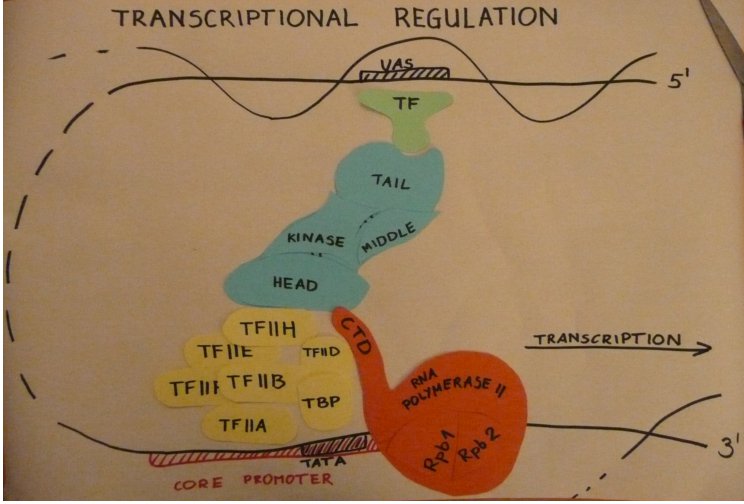 TRANSCRIPTIONAL REGULATION
UAS
5'
TF
TAIL
KINASE
MIDDLE
HEAD
CTD
TFIIH
TFIIE
TFIID
TFIIF
TFIIB
TBP
TFIIA
RNA
POLYMERASE II
Rpb1
Rpb2
TRANSCRIPTION
3'
TATA
CORE PROMOTER